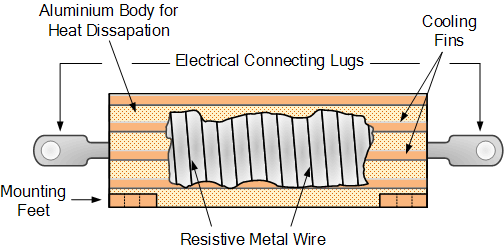 Aluminium Body for
Heat Dissapation
Cooling
Fins
Electrical Connecting Lugs
Mounting
Feet
Resistive Metal Wire